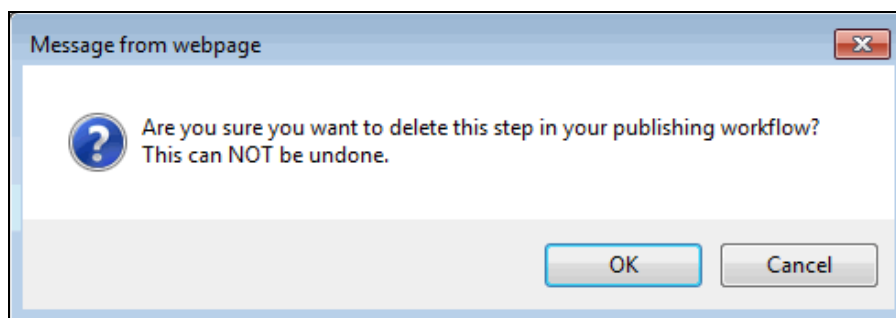 Message from webpage
Are you sure you want to delete this step in your publishing workflow?
This can NOT be undone.
OK
Cancel